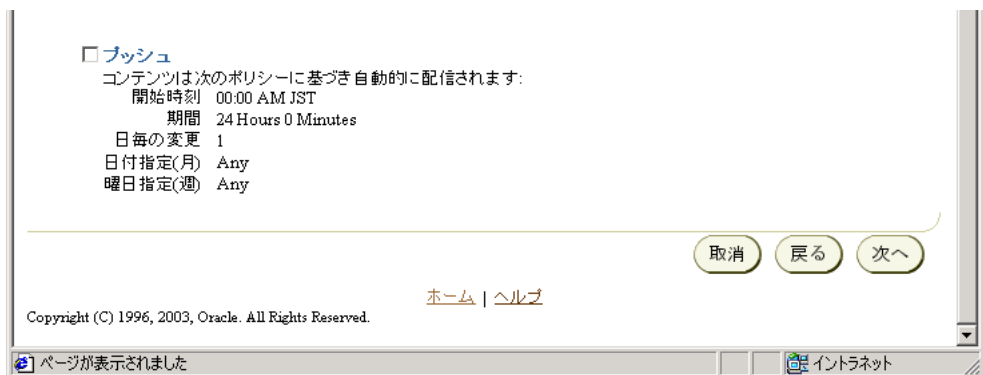 プッシュ
コンテンツは次のポリシーに基づき自動的に配信されます:
開始時刻 00:00 AM JST
期間 24 Hours 0 Minutes
日毎の変更 1
日付指定(月) Any
曜日指定(週) Any
取消 戻る 次へ
ホーム | ヘルプ
Copyright (C) 1996, 2003, Oracle. All Rights Reserved.
ページが表示されました イントラネット